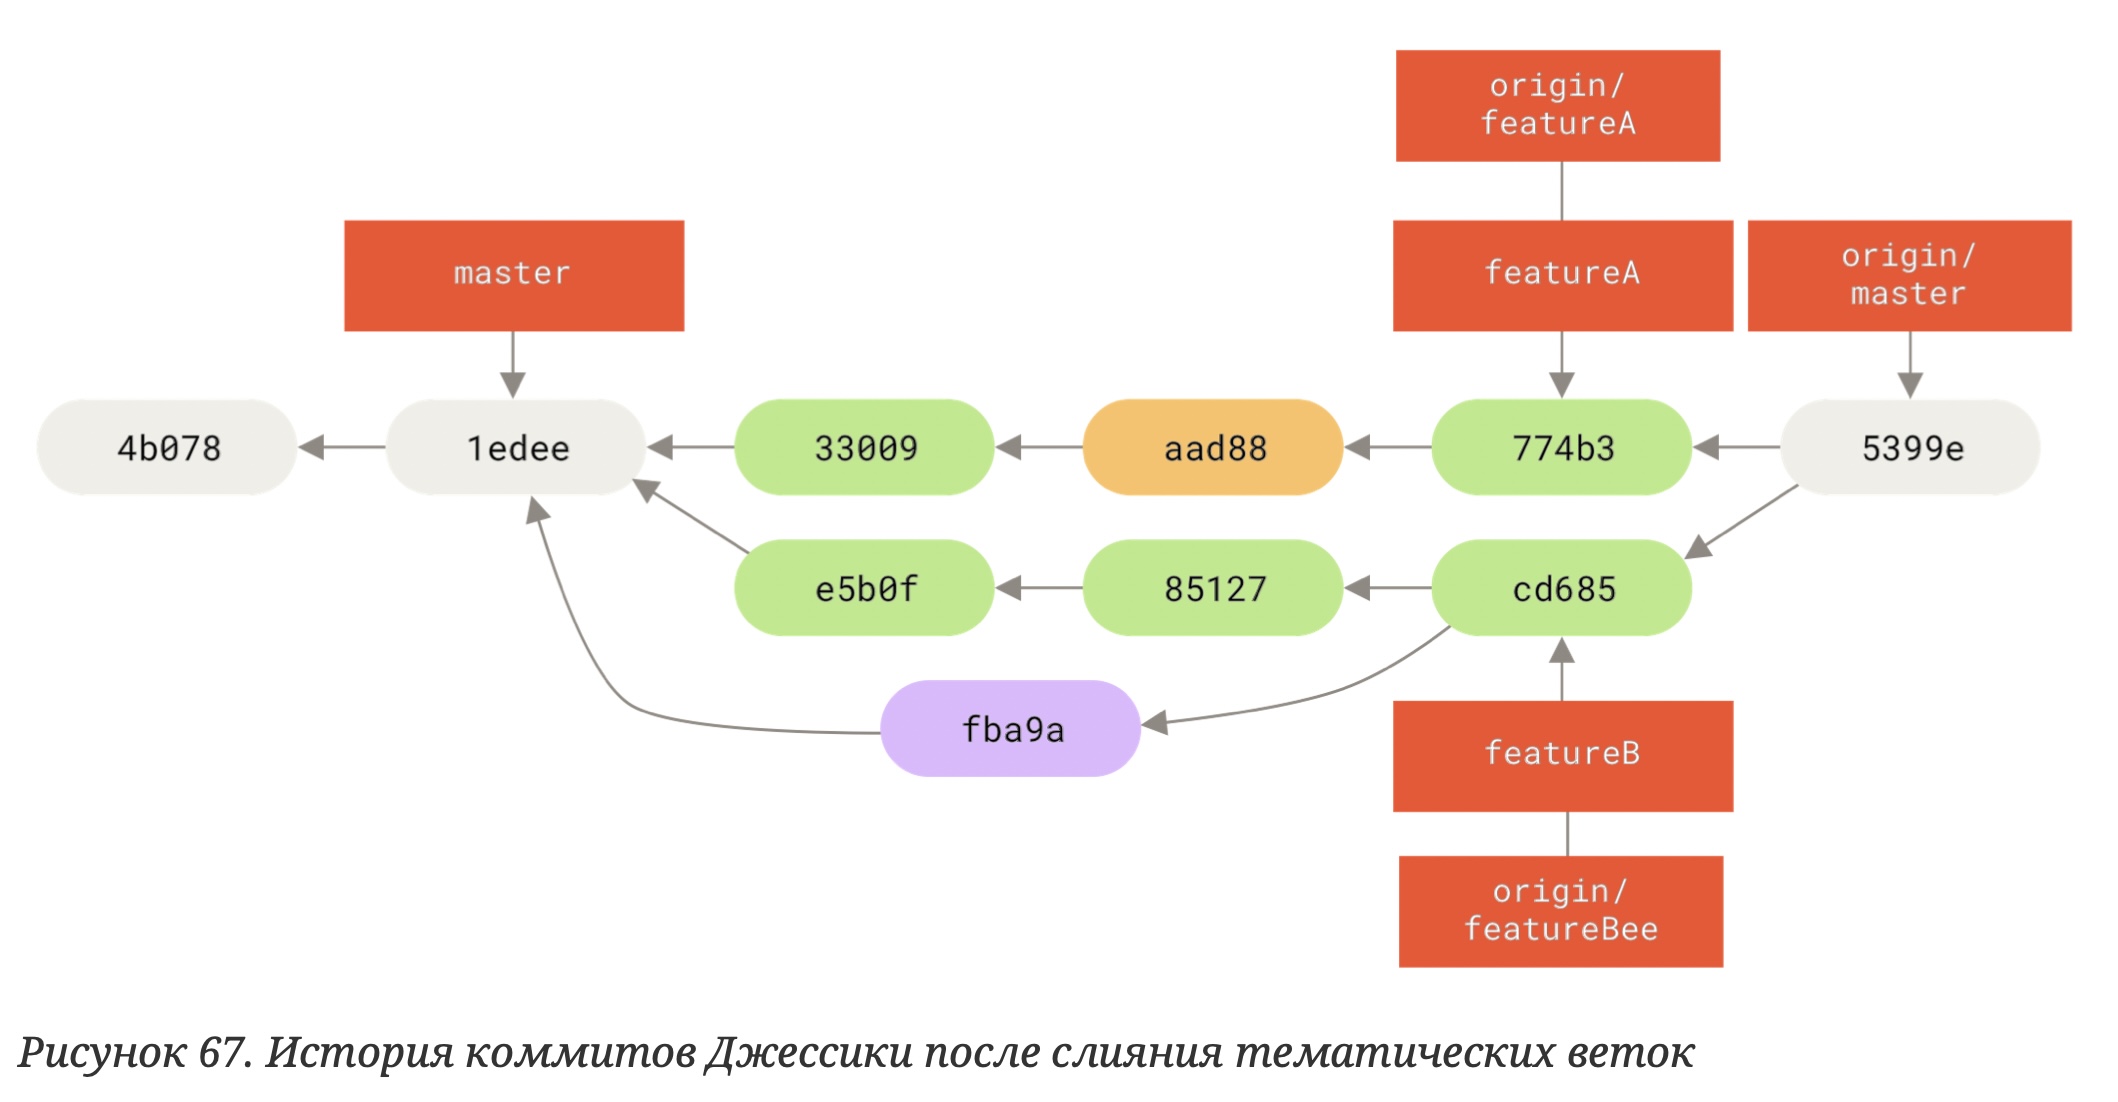 origin/
featureA
master
featureA
origin/
master
4b078
1edee
33009
aad88
774b3
5399e
e5b0f
85127
cd685
fba9a
featureB
origin/
featureBee
Рисунок 67. История коммитов Джессики после слияния тематических веток